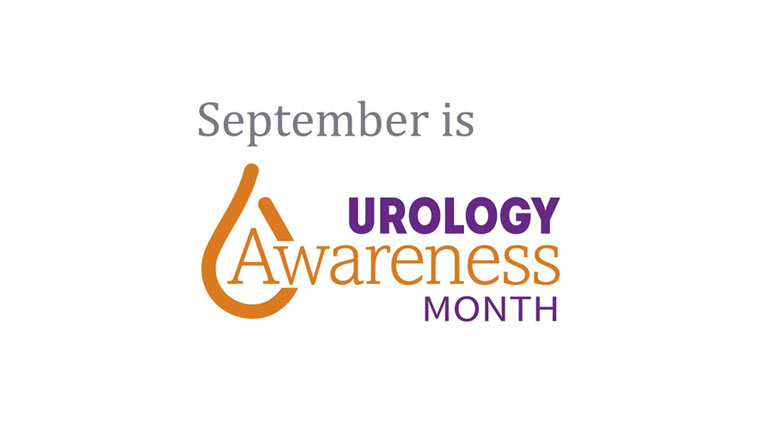 September is
UROLOGY
Awareness
MONTH